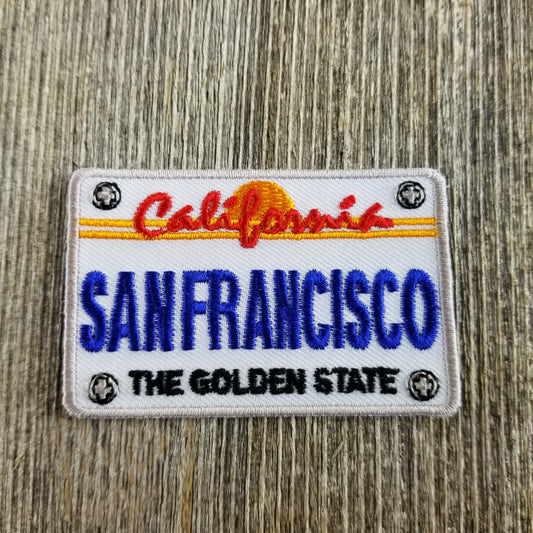 California
SANFRANCISCO
THE GOLDEN STATE